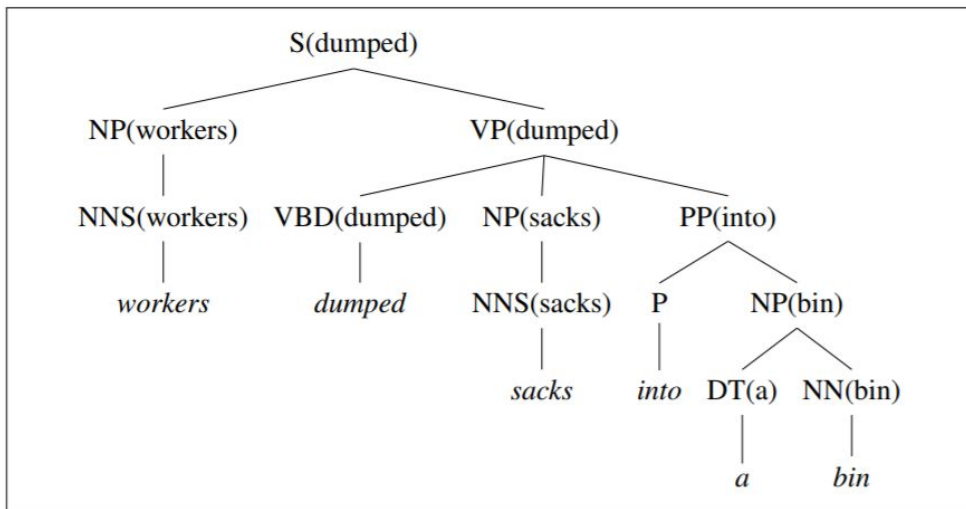 S(dumped)
NP(workers) VP(dumped)
NNS(workers) VBD(dumped) NP(sacks) PP(into)
workers dumped NNS(sacks) P NP(bin)
sacks into DT(a) NN(bin)
a bin